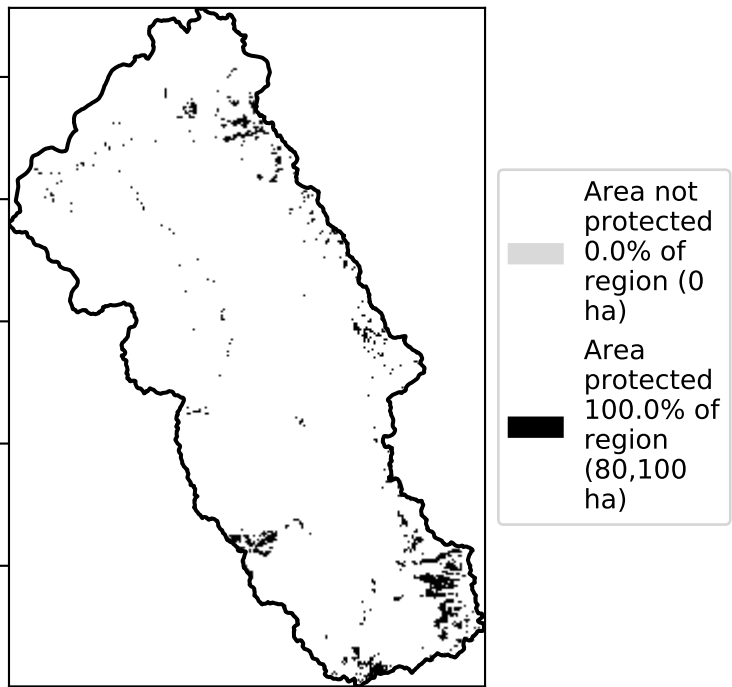 Area not
protected
0.0% of
region (0
ha)
Area
protected
100.0% of
region
(80,100
ha)